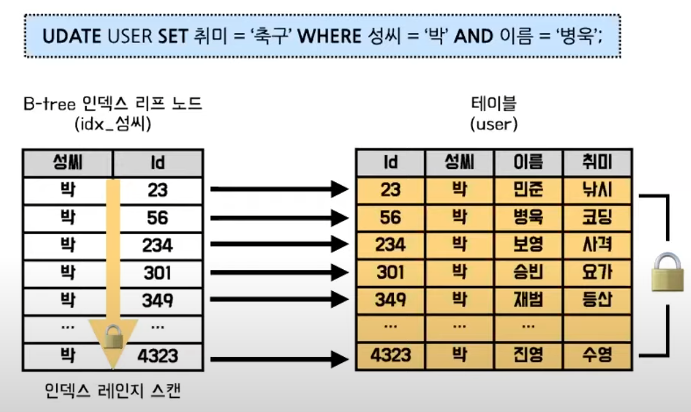 UDATE USER SET 취미 = ‘축구’ WHERE 성씨 = ‘박’ AND 이름 = ‘병욱’;
B-tree 인덱스 리프 노드
(idx_성씨)
성씨 Id
박 23
박 56
박 234
박 301
박 349
... ...
박 4323
인덱스 레인지 스캔
테이블
(user)
Id 성씨 이름 취미
23 박 민준 낚시
56 박 병욱 코딩
234 박 보영 사격
301 박 승빈 요가
349 박 재범 등산
... ... ... ...
4323 박 진영 수영